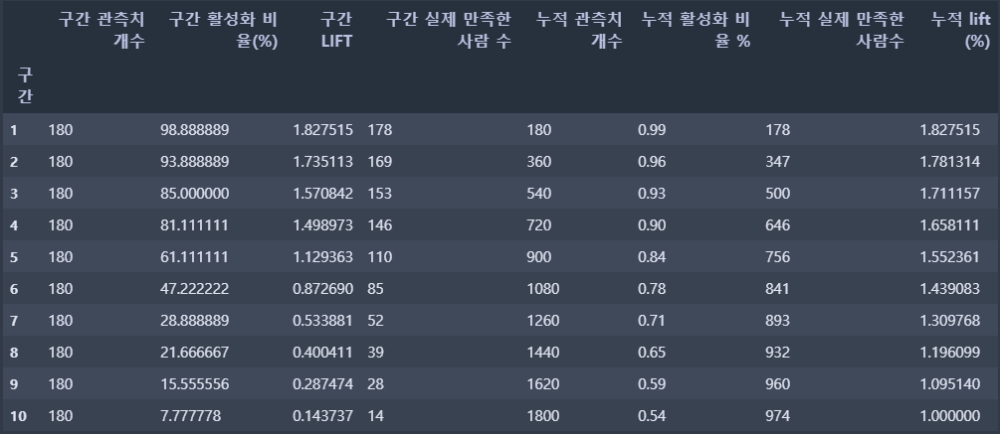 구간 관측치 개수 구간 활성화 비율(%) 구간 LIFT 구간 실제 만족한 사람 수 누적 관측치 개수 누적 활성화 비율 % 누적 실제 만족한 사람수 누적 lift (%)
구간
1 180 98.888889 1.827515 178 180 0.99 178 1.827515
2 180 93.888889 1.735113 169 360 0.96 347 1.781314
3 180 85.000000 1.570842 153 540 0.93 500 1.711157
4 180 81.111111 1.498973 146 720 0.90 646 1.658111
5 180 61.111111 1.129363 110 900 0.84 756 1.552361
6 180 47.222222 0.872690 85 1080 0.78 841 1.439083
7 180 28.888889 0.533881 52 1260 0.71 893 1.309768
8 180 21.666667 0.400411 39 1440 0.65 932 1.196099
9 180 15.555556 0.287474 28 1620 0.59 960 1.095140
10 180 7.777778 0.143737 14 1800 0.54 974 1.000000